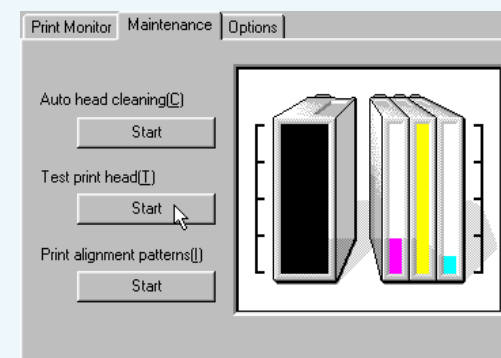 Print Monitor Maintenance Options
Auto head cleaning(C)
Start
Test print head(T)
Start
Print alignment patterns(I)
Start